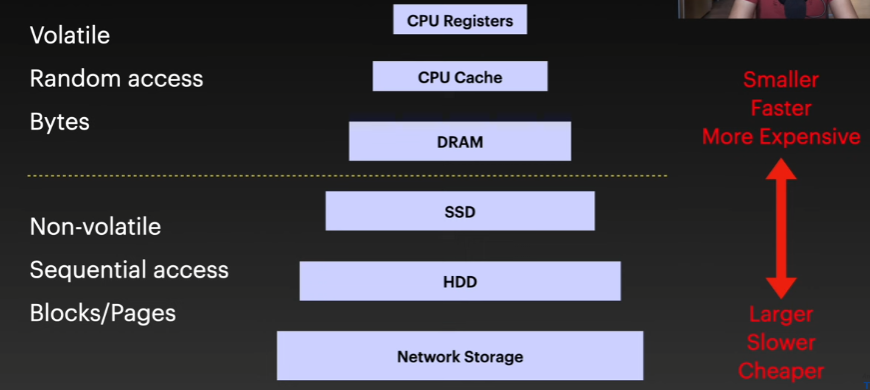 Volatile
Random access
Bytes
CPU Registers
CPU Cache
DRAM
Smaller
Faster
More Expensive
Non-volatile
Sequential access
Blocks/Pages
SSD
HDD
Network Storage
Larger
Slower
Cheaper